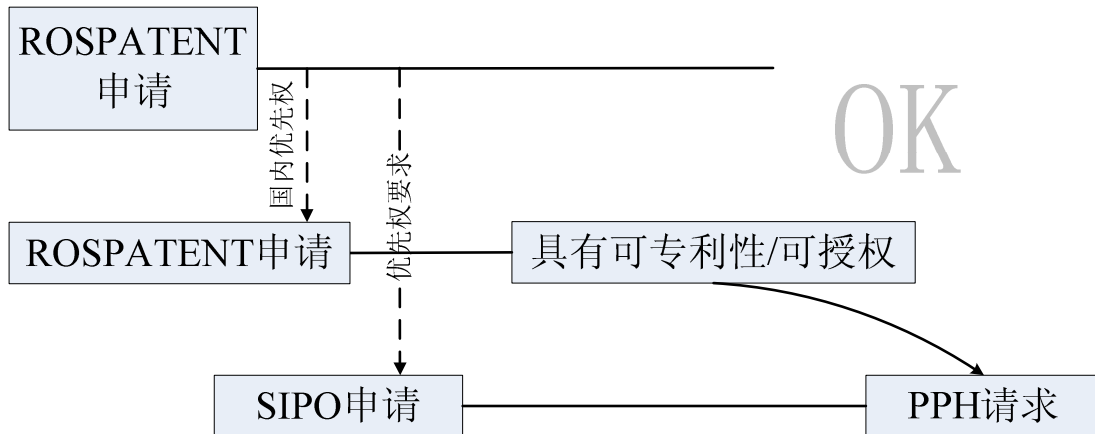 ROSPATENT
申请
OK
国内优先权
优先权要求
ROSPATENT申请
具有可专利性/可授权
SIPO申请
PPH请求